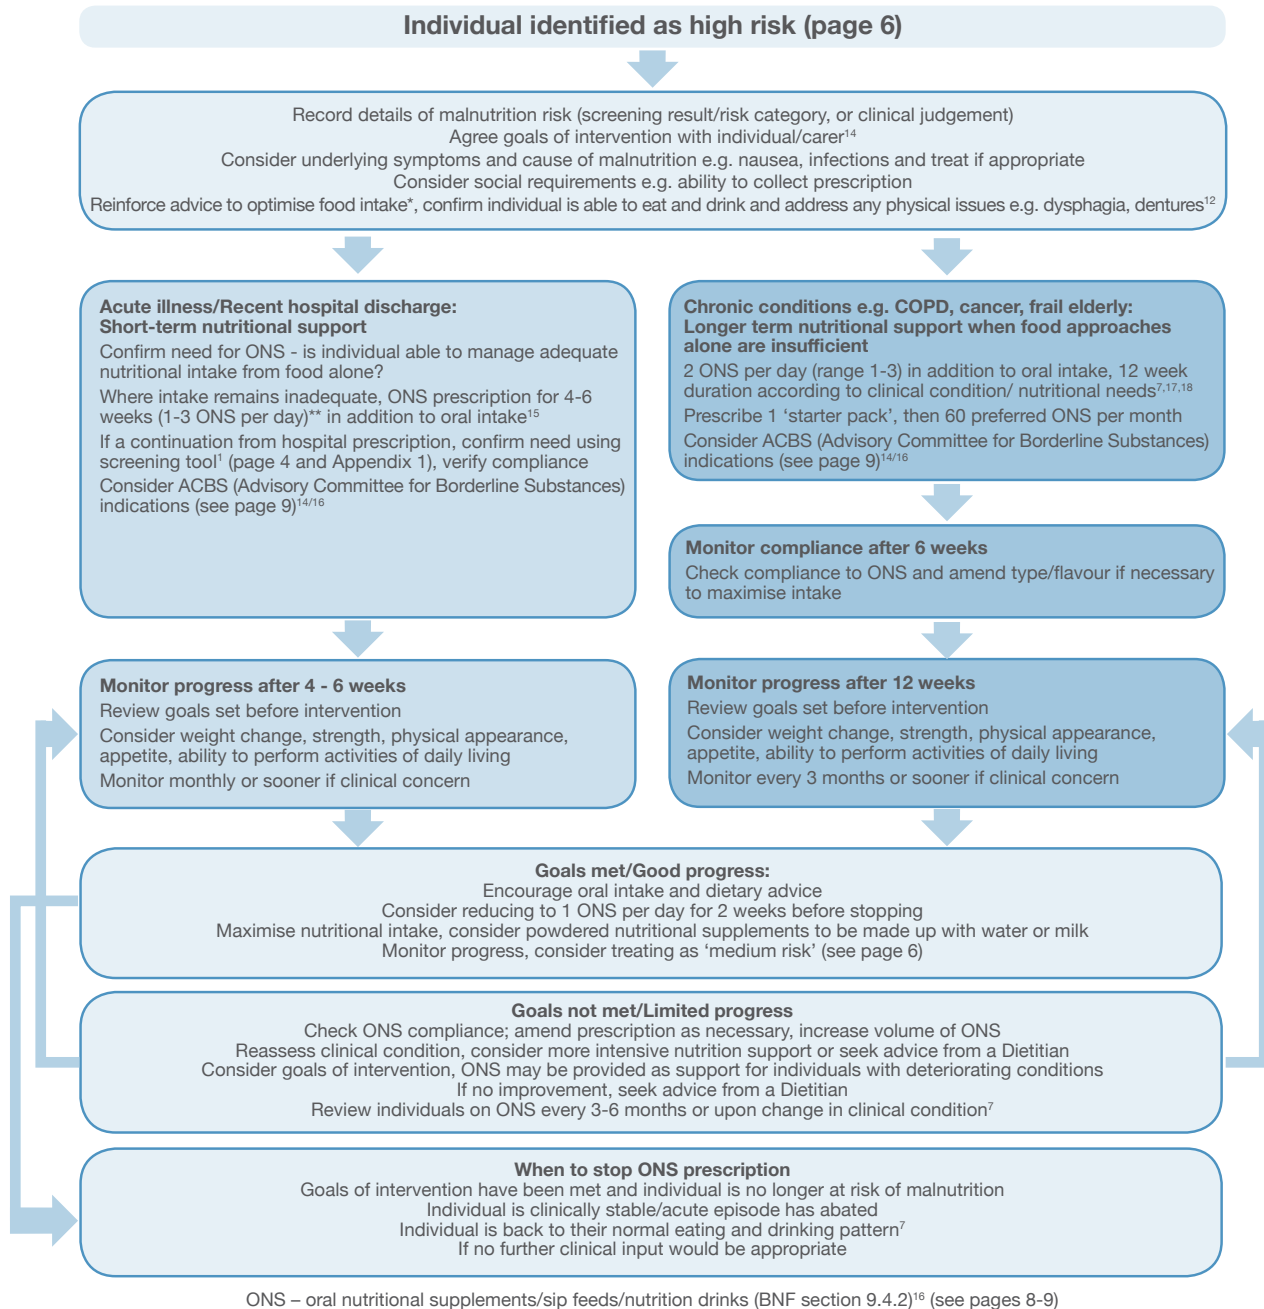 Individual identified as high risk (page 6)
Record details of malnutrition risk (screening result/risk category, or clinical judgement)
Agree goals of intervention with individual/carer14
Consider underlying symptoms and cause of malnutrition e.g. nausea, infections and treat if appropriate
Consider social requirements e.g. ability to collect prescription
Reinforce advice to optimise food intake*, confirm individual is able to eat and drink and address any physical issues e.g. dysphagia, dentures12
Acute illness/Recent hospital discharge:
Short-term nutritional support
Confirm need for ONS - is individual able to manage adequate
nutritional intake from food alone?
Where intake remains inadequate, ONS prescription for 4-6
weeks (1-3 ONS per day)** in addition to oral intake15
If a continuation from hospital prescription, confirm need using
screening tool1 (page 4 and Appendix 1), verify compliance
Consider ACBS (Advisory Committee for Borderline Substances)
indications (see page 9)14/16
Chronic conditions e.g. COPD, cancer, frail elderly:
Longer term nutritional support when food approaches
alone are insufficient
2 ONS per day (range 1-3) in addition to oral intake, 12 week
duration according to clinical condition/ nutritional needs7,17,18
Prescribe 1 ‘starter pack’, then 60 preferred ONS per month
Consider ACBS (Advisory Committee for Borderline Substances)
indications (see page 9)14/16
Monitor compliance after 6 weeks
Check compliance to ONS and amend type/flavour if necessary
to maximise intake
Monitor progress after 4 - 6 weeks
Review goals set before intervention
Consider weight change, strength, physical appearance,
appetite, ability to perform activities of daily living
Monitor monthly or sooner if clinical concern
Monitor progress after 12 weeks
Review goals set before intervention
Consider weight change, strength, physical appearance,
appetite, ability to perform activities of daily living
Monitor every 3 months or sooner if clinical concern
Goals met/Good progress:
Encourage oral intake and dietary advice
Consider reducing to 1 ONS per day for 2 weeks before stopping
Maximise nutritional intake, consider powdered nutritional supplements to be made up with water or milk
Monitor progress, consider treating as ‘medium risk’ (see page 6)
Goals not met/Limited progress
Check ONS compliance; amend prescription as necessary, increase volume of ONS
Reassess clinical condition, consider more intensive nutrition support or seek advice from a Dietitian
Consider goals of intervention, ONS may be provided as support for individuals with deteriorating conditions
If no improvement, seek advice from a Dietitian
Review individuals on ONS every 3-6 months or upon change in clinical condition7
When to stop ONS prescription
Goals of intervention have been met and individual is no longer at risk of malnutrition
Individual is clinically stable/acute episode has abated
Individual is back to their normal eating and drinking pattern7
If no further clinical input would be appropriate
ONS – oral nutritional supplements/sip feeds/nutrition drinks (BNF section 9.4.2)16 (see pages 8-9)